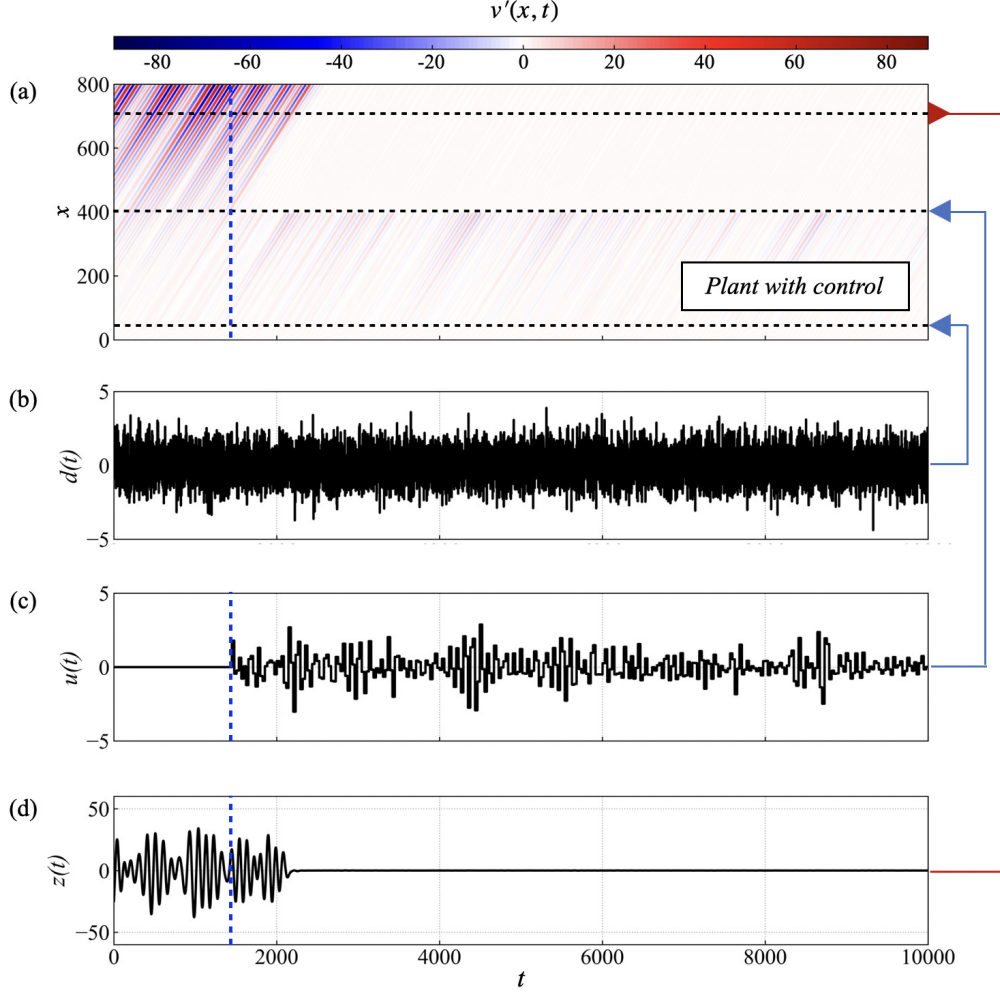 v′(x, t)
-80 -60 -40 -20 0 20 40 60 80
(a)
800
600
400
200
0
x
Plant with control
(b)
5
0
−5
d(t)
(c)
5
0
−5
u(t)
(d)
50
0
−50
z(t)
0 2000 4000 6000 8000 10000
t